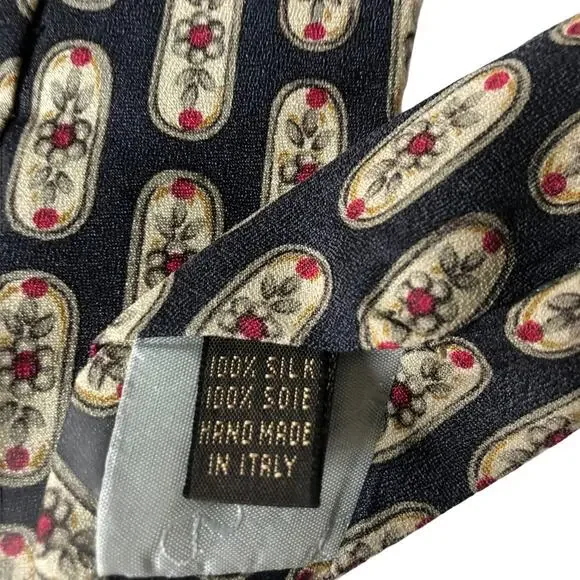 100% SILK
100% SOIE
HAND MADE
IN ITALY